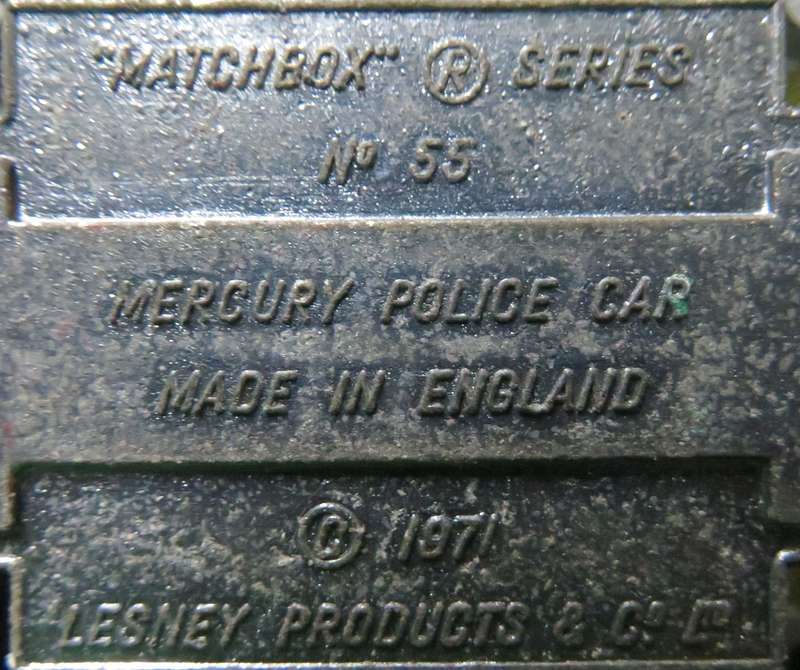 "MATCHBOX" ® SERIES
Nº 55
MERCURY POLICE CAR
MADE IN ENGLAND
© 1971
LESNEY PRODUCTS & Cº LTD